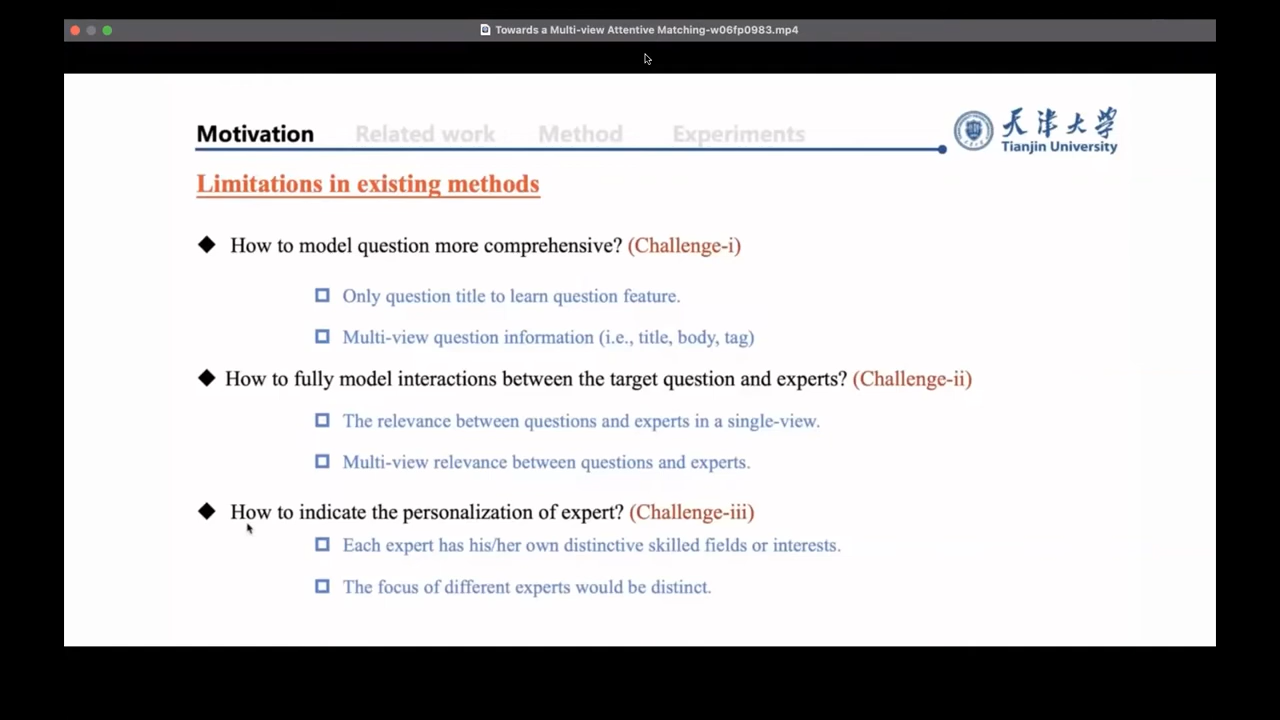 Towards a Multi-view Attentive Matching-w06fp0983.mp4
Motivation Related work Method Experiments
天津大学
Tianjin University
Limitations in existing methods
How to model question more comprehensive? (Challenge-i)
Only question title to learn question feature.
Multi-view question information (i.e., title, body, tag)
How to fully model interactions between the target question and experts? (Challenge-ii)
The relevance between questions and experts in a single-view.
Multi-view relevance between questions and experts.
How to indicate the personalization of expert? (Challenge-iii)
Each expert has his/her own distinctive skilled fields or interests.
The focus of different experts would be distinct.